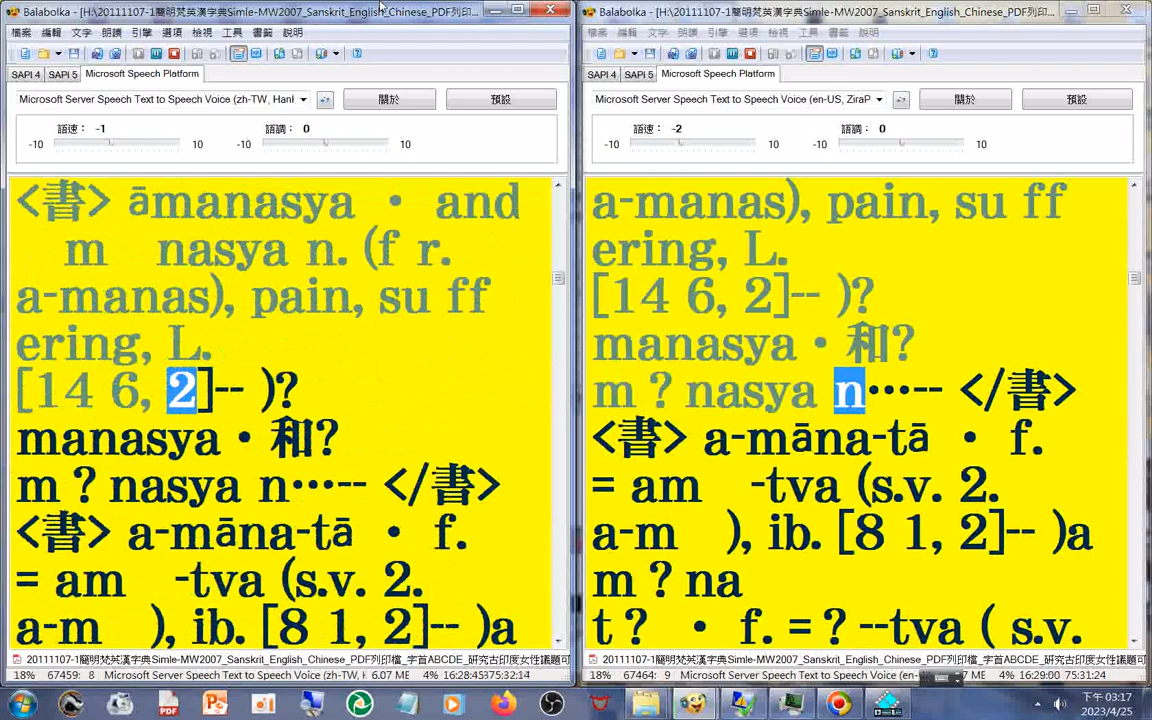 Balabolka - [H:\20111107-1簡明梵英漢字典Simle-MW2007_Sanskrit_English_Chinese_PDF列印...
檔案 編輯 文字 朗讀 引擎 選項 檢視 工具 書籤 說明
SAPI 4 SAPI 5 Microsoft Speech Platform
Microsoft Server Speech Text to Speech Voice (zh-TW, HanH
關於 預設
語速： -1 語調： 0
-10 10 -10 10
<書> āmanasya • and
m nasya n. (f r.
a-manas), pain, su ff
ering, L.
[14 6, 2]-- )?
manasya • 和?
m ? nasya n…-- </書>
<書> a-māna-tā • f.
= am -tva (s.v. 2.
a-m ), ib. [8 1, 2]-- )a
20111107-1簡明梵英漢字典Simle-MW2007_Sanskrit_English_Chinese_PDF列印檔_字首ABCDE_研究古印度女性議題可
18% 67459: 8 Microsoft Server Speech Text to Speech Voice (zh-TW, H 6.07 ME 4% 16:28:45375:32:14
Balabolka - [H:\20111107-1簡明梵英漢字典Simle-MW2007_Sanskrit_English_Chinese_PDF列印...
檔案 編輯 文字 朗讀 引擎 選項 檢視 工具 書籤 說明
SAPI 4 SAPI 5 Microsoft Speech Platform
Microsoft Server Speech Text to Speech Voice (en-US, ZiraP
關於 預設
語速： -2 語調： 0
-10 10 -10 10
a-manas), pain, su ff
ering, L.
[14 6, 2]-- )?
manasya • 和?
m ? nasya n…-- </書>
<書> a-māna-tā • f.
= am -tva (s.v. 2.
a-m ), ib. [8 1, 2]-- )a
m ? na
t ? • f. = ? --tva ( s.v.
20111107-1簡明梵英漢字典Simle-MW2007_Sanskrit_English_Chinese_PDF列印檔_字首ABCDE_研究古印度女性議題可
18% 67464: 9 Microsoft Server Speech Text to Speech Voice (en-U ME 4% 16:29:00 75:31:24
下午 03:17
2023/4/25